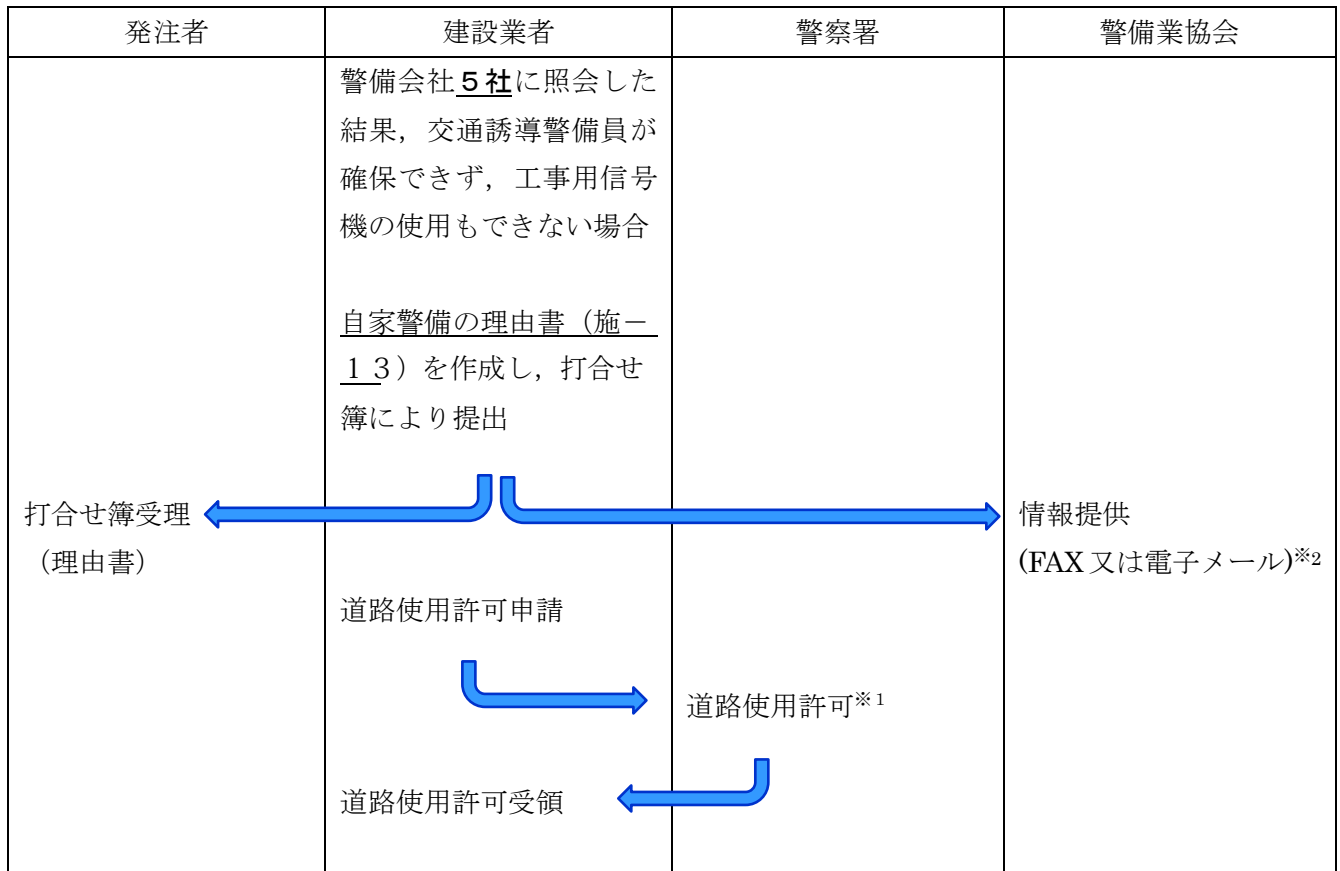 発注者
建設業者
警察署
警備業協会
警備会社５社に照会した
結果，交通誘導警備員が
確保できず，工事用信号
機の使用もできない場合
自家警備の理由書（施－
１３）を作成し，打合せ
簿により提出
打合せ簿受理
（理由書）
情報提供
(FAX又は電子メール)※2
道路使用許可申請
道路使用許可※1
道路使用許可受領